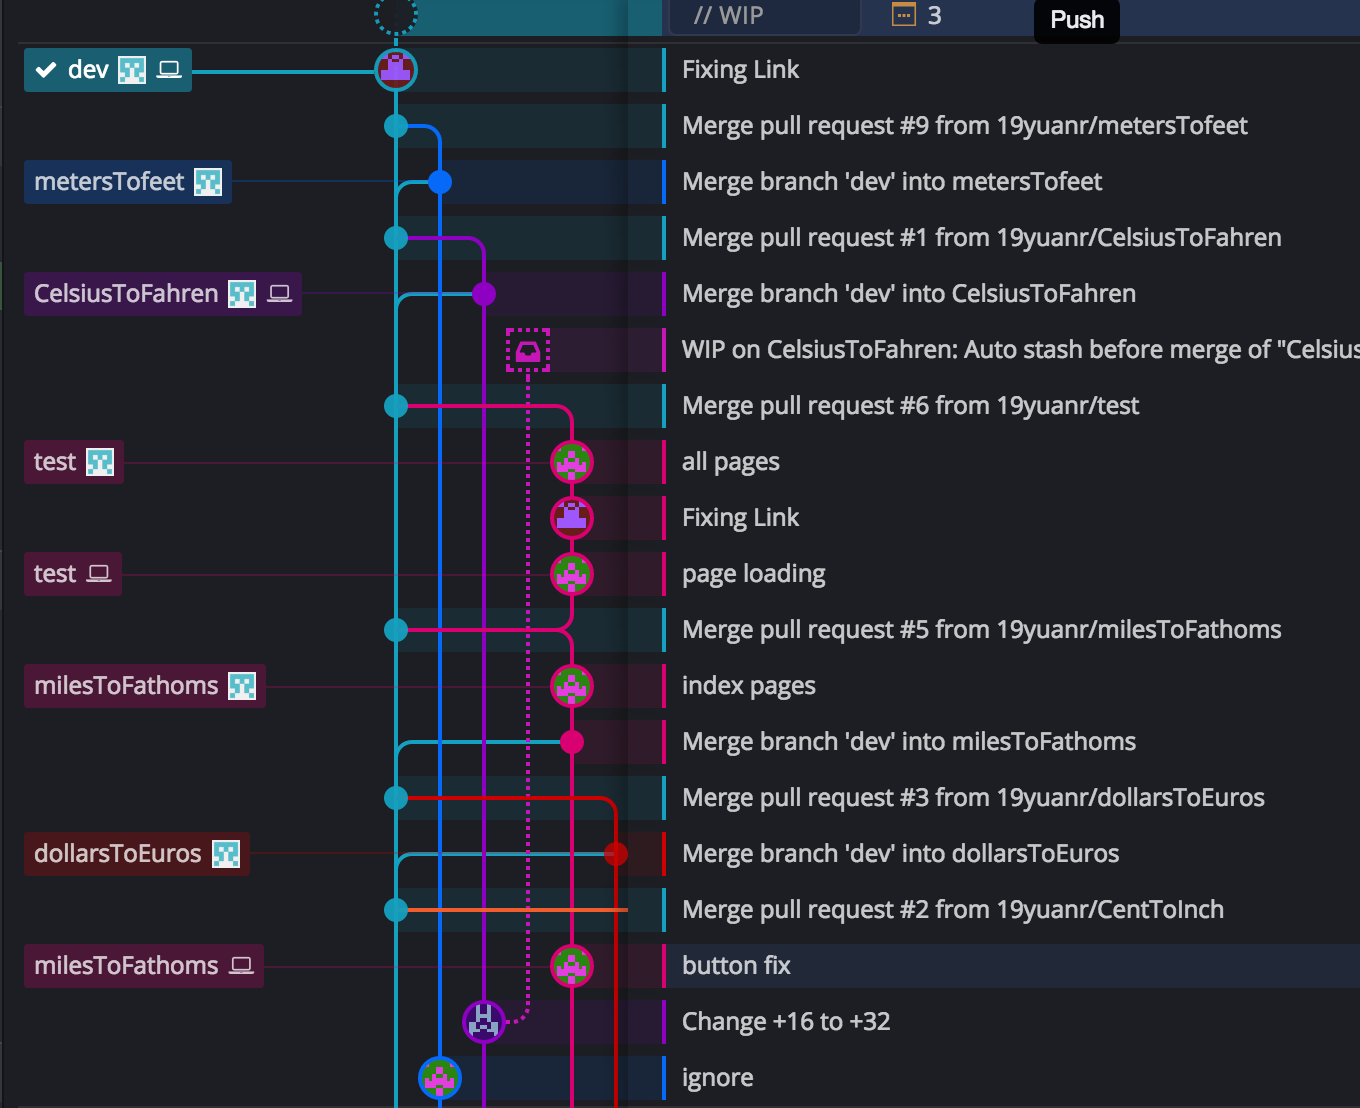 // WIP 3 Push
dev Fixing Link
Merge pull request #9 from 19yuanr/metersTofeet
metersTofeet Merge branch 'dev' into metersTofeet
Merge pull request #1 from 19yuanr/CelsiusToFahren
CelsiusToFahren Merge branch 'dev' into CelsiusToFahren
WIP on CelsiusToFahren: Auto stash before merge of "Celsius
Merge pull request #6 from 19yuanr/test
test all pages
Fixing Link
test page loading
Merge pull request #5 from 19yuanr/milesToFathoms
milesToFathoms index pages
Merge branch 'dev' into milesToFathoms
Merge pull request #3 from 19yuanr/dollarsToEuros
dollarsToEuros Merge branch 'dev' into dollarsToEuros
Merge pull request #2 from 19yuanr/CentToInch
milesToFathoms button fix
Change +16 to +32
ignore